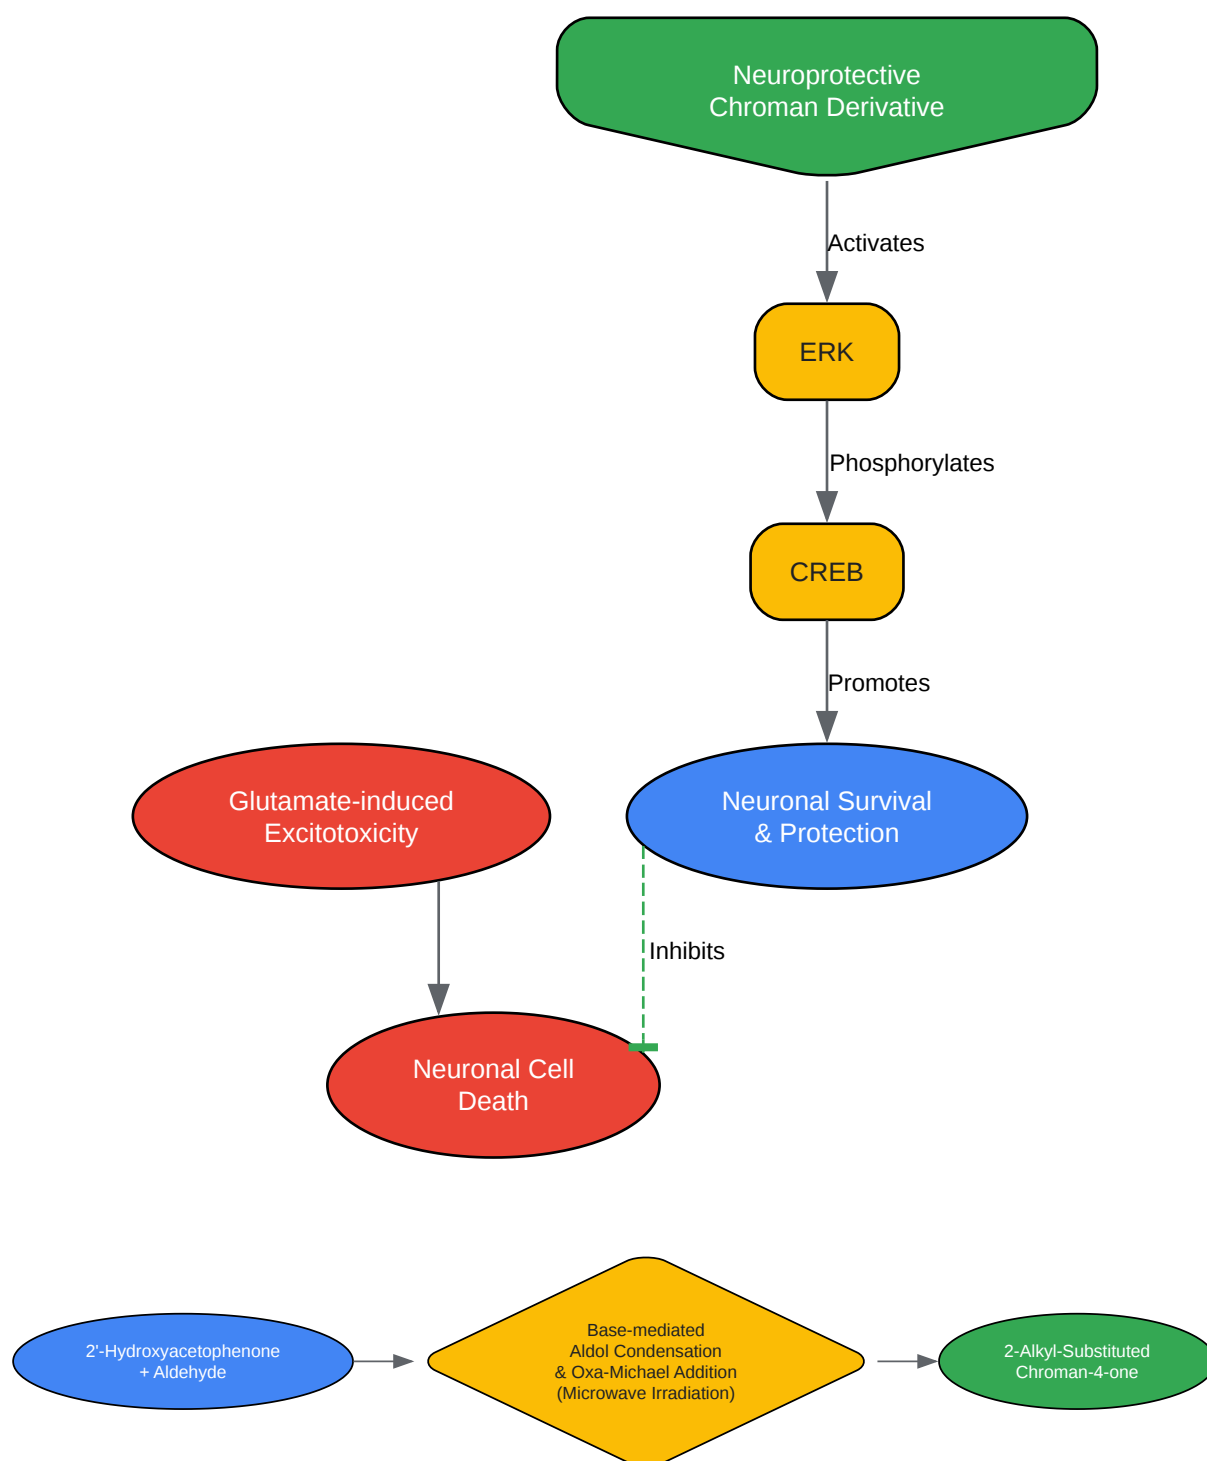 Neuroprotective
Chroman Derivative
Activates
ERK
Phosphorylates
CREB
Promotes
Glutamate-induced
Excitotoxicity
Neuronal Survival
& Protection
Inhibits
Neuronal Cell
Death
2'-Hydroxyacetophenone
+ Aldehyde
Base-mediated
Aldol Condensation
& Oxa-Michael Addition
(Microwave Irradiation)
2-Alkyl-Substituted
Chroman-4-one